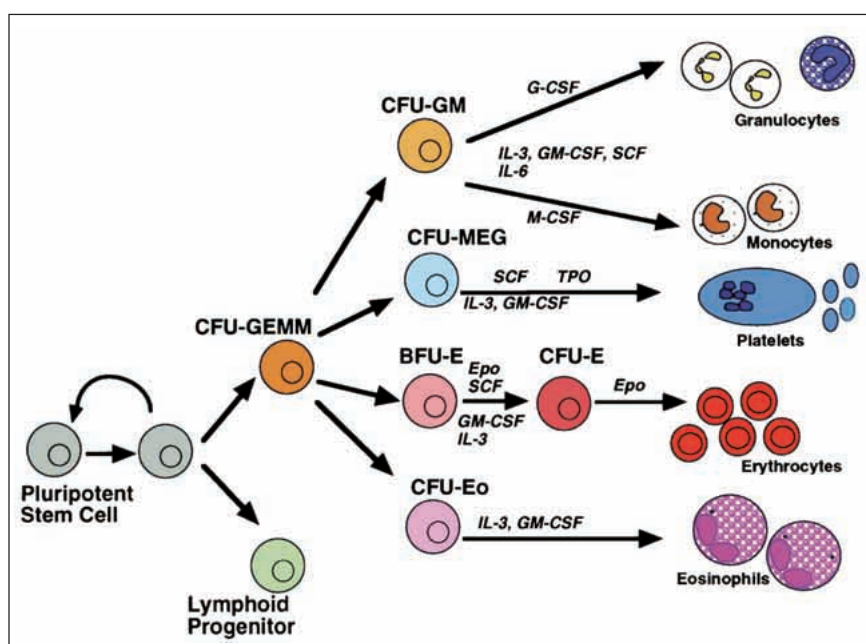 CFU-GM
G-CSF
Granulocytes
IL-3, GM-CSF, SCF
IL-6
M-CSF
Monocytes
CFU-MEG
SCF TPO
IL-3, GM-CSF
Platelets
CFU-GEMM
BFU-E
Epo
SCF
GM-CSF
IL-3
CFU-E
Epo
Erythrocytes
CFU-Eo
IL-3, GM-CSF
Eosinophils
Pluripotent
Stem Cell
Lymphoid
Progenitor